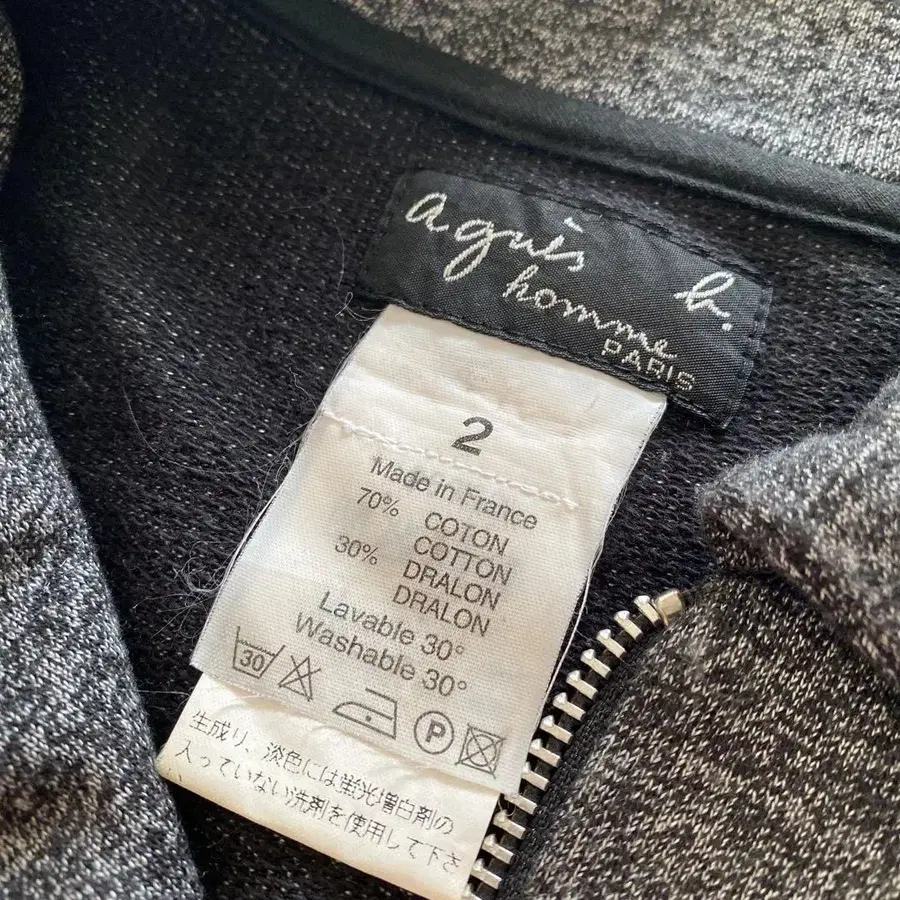 agnès b.
homme
PARIS
2
Made in France
70% COTON
COTTON
30% DRALON
DRALON
Lavable 30°
Washable 30°
30
P
生成り、淡色には蛍光増白剤の
入っていない洗剤を使用して下さ
い